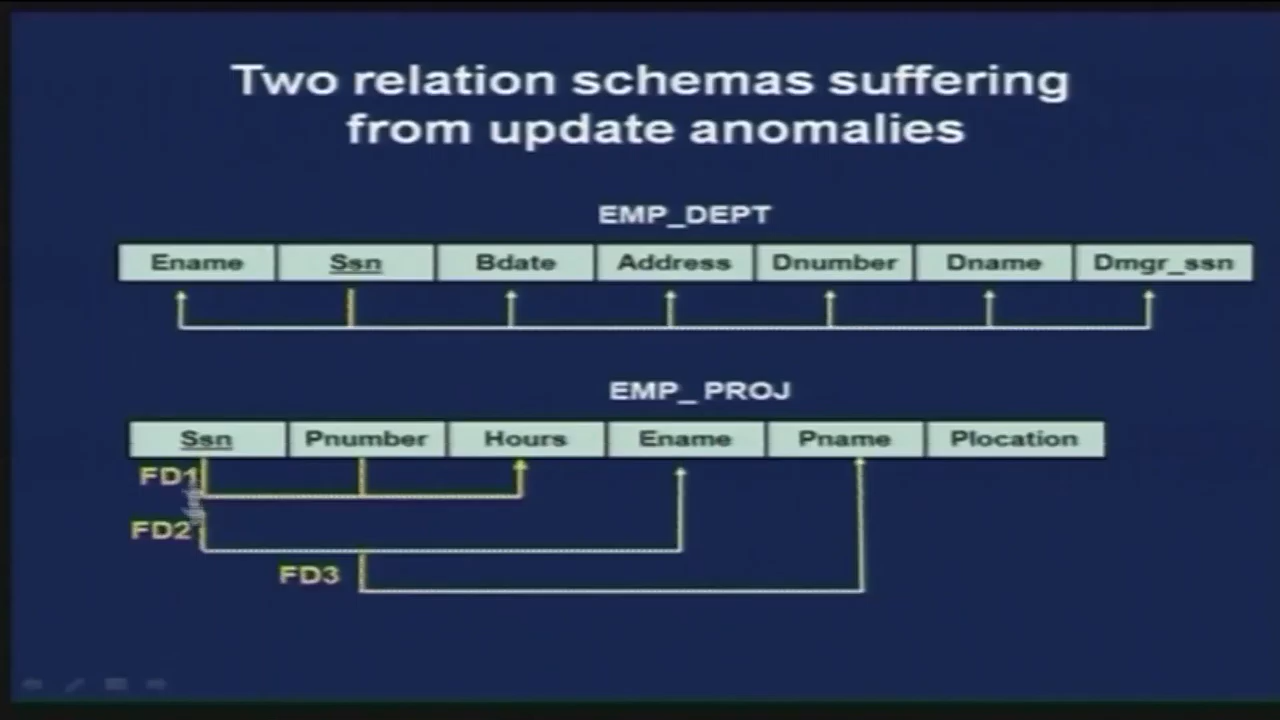 Two relation schemas suffering
from update anomalies
EMP_DEPT
Ename Ssn Bdate Address Dnumber Dname Dmgr_ssn
EMP_ PROJ
Ssn Pnumber Hours Ename Pname Plocation
FD1
FD2
FD3